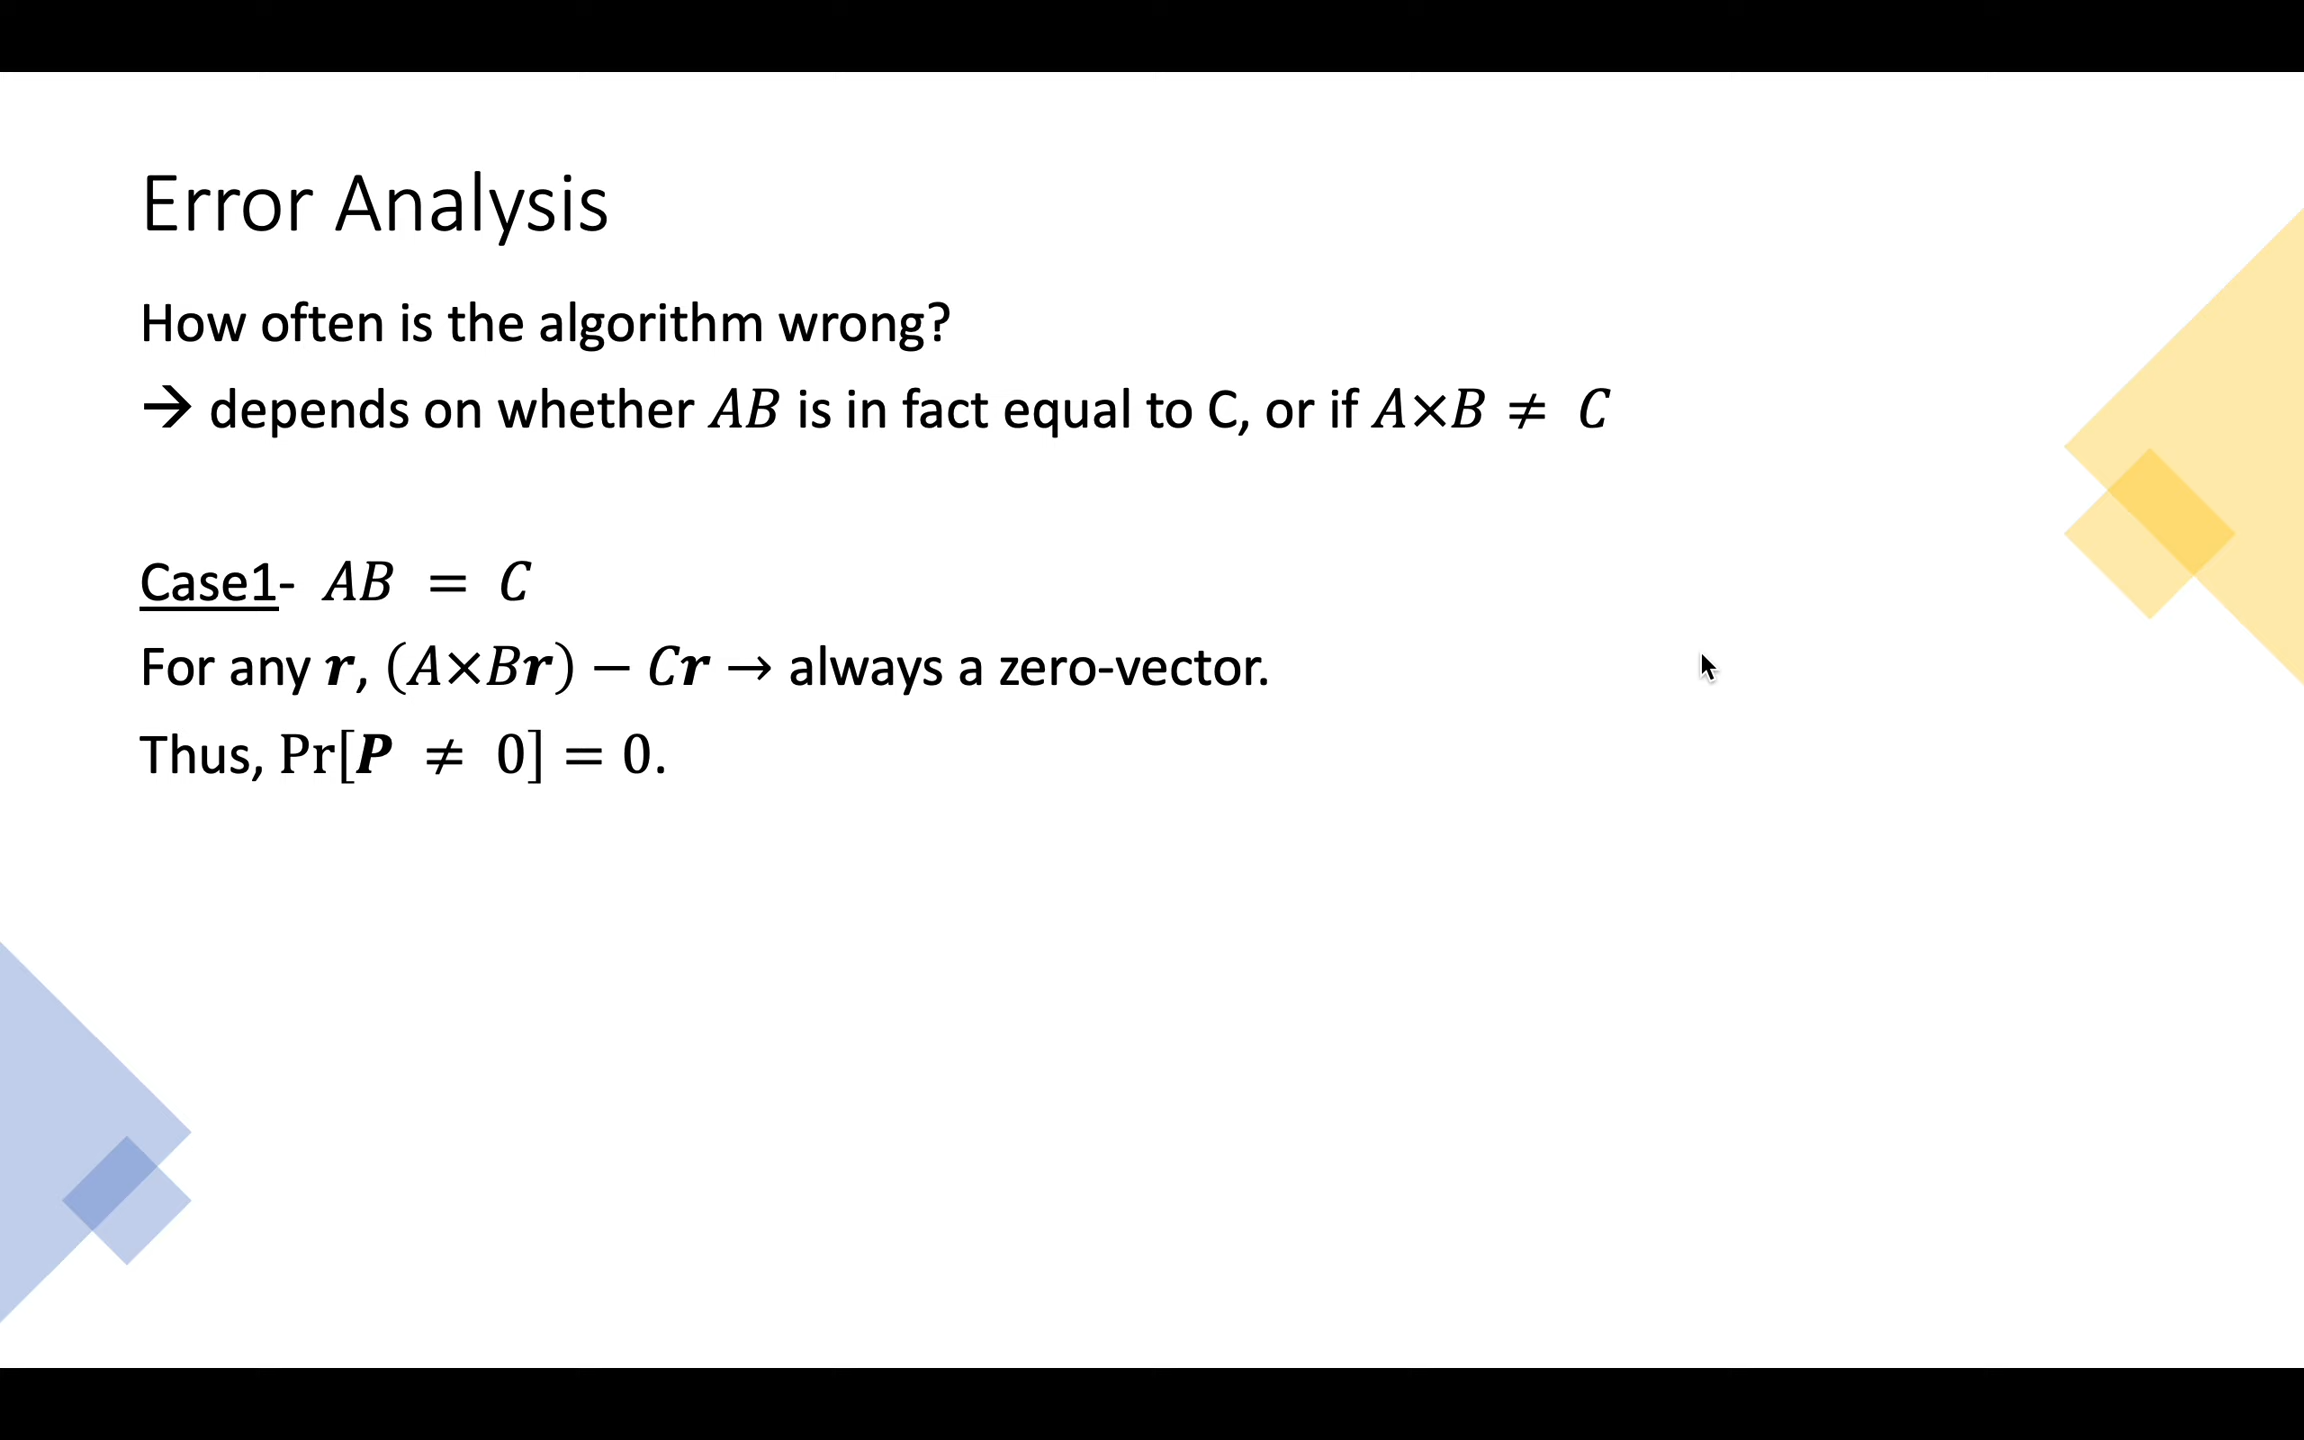 Error Analysis
How often is the algorithm wrong?
→ depends on whether AB is in fact equal to C, or if A×B ≠ C
Case1- AB = C
For any r, (A×Br) − Cr → always a zero-vector.
Thus, Pr[P ≠ 0] = 0.